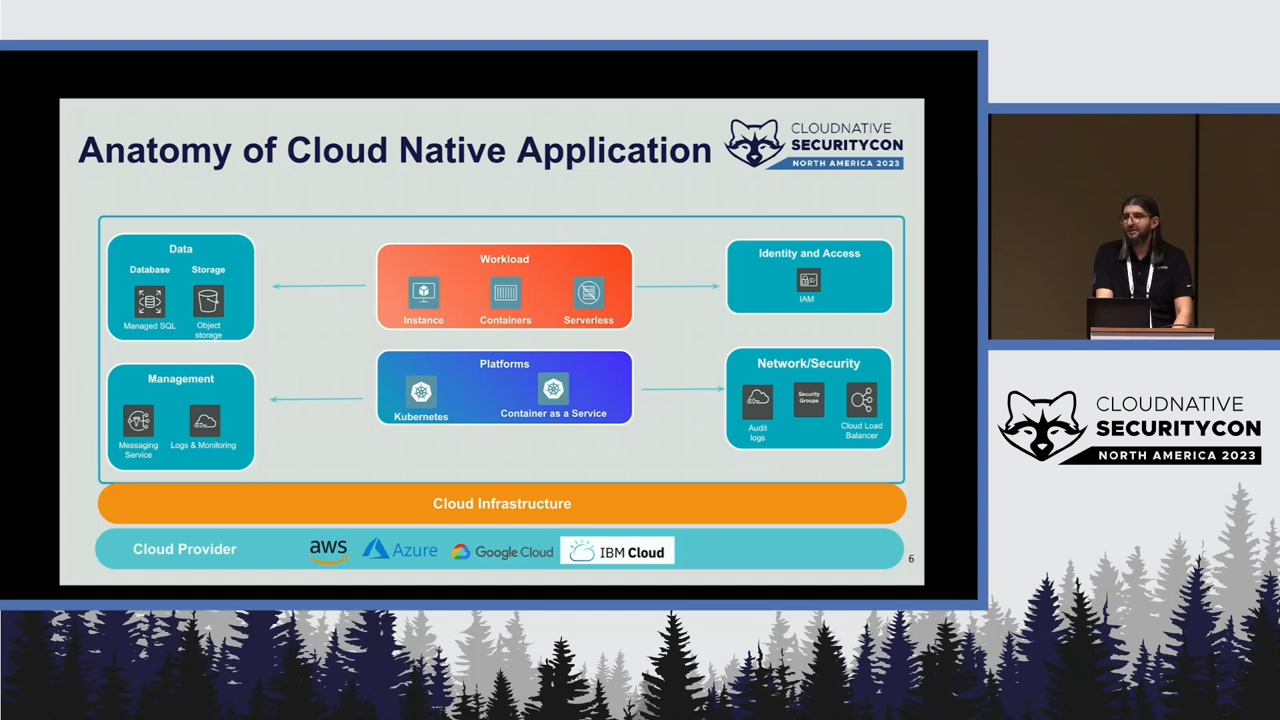 Anatomy of Cloud Native Application
CLOUDNATIVE
SECURITYCON
NORTH AMERICA 2023
Data
Database Storage
Managed SQL
Object
storage
Workload
Instance Containers Serverless
Identity and Access
IAM
Management
Messaging
Service
Logs & Monitoring
Platforms
Kubernetes
Container as a Service
Network/Security
Audit
logs
Security
Groups
Cloud Load
Balancer
Cloud Infrastructure
Cloud Provider
aws
Azure
Google Cloud
IBM Cloud
6
CLOUDNATIVE
SECURITYCON
NORTH AMERICA 2023